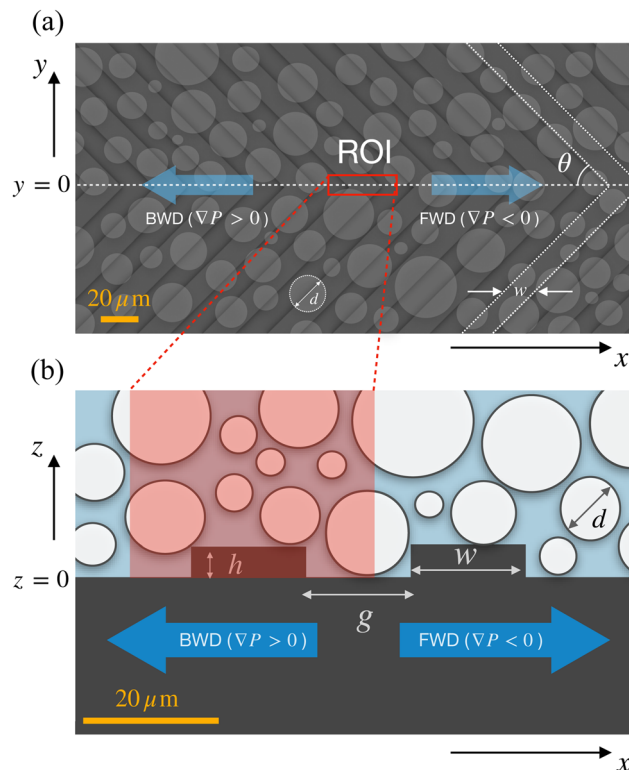 (a)
y
ROI
θ
y = 0
BWD (∇P > 0)
FWD (∇P < 0)
20 μm
d
w
x
(b)
z
d
h
w
z = 0
g
BWD (∇P > 0)
FWD (∇P < 0)
20 μm
x